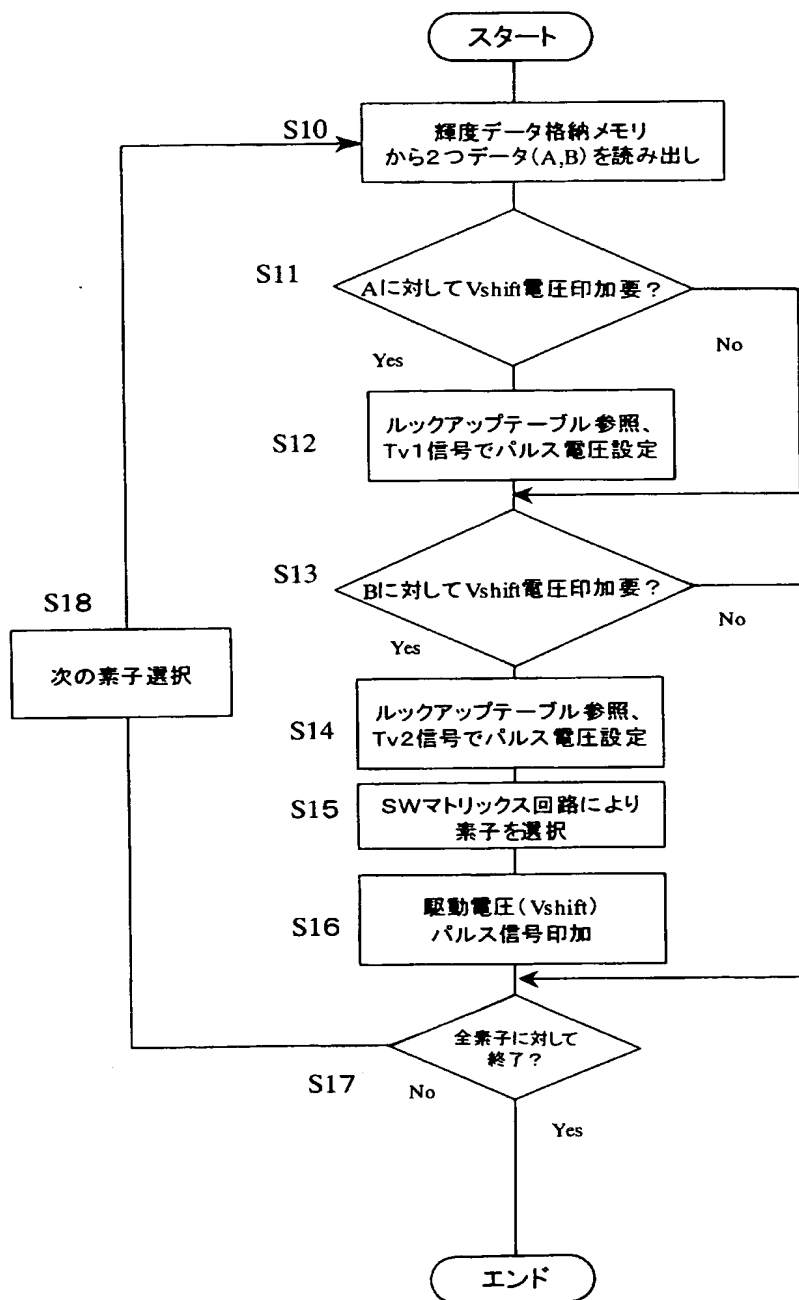 スタート
S10
輝度データ格納メモリ
から2つデータ(A,B)を読み出し
S11
Aに対してVshift電圧印加要?
Yes
No
S12
ルックアップテーブル参照、
Tv1信号でパルス電圧設定
S13
Bに対してVshift電圧印加要?
Yes
No
S18
次の素子選択
S14
ルックアップテーブル参照、
Tv2信号でパルス電圧設定
S15
SWマトリックス回路により
素子を選択
S16
駆動電圧(Vshift)
パルス信号印加
全素子に対して
終了?
S17
No
Yes
エンド